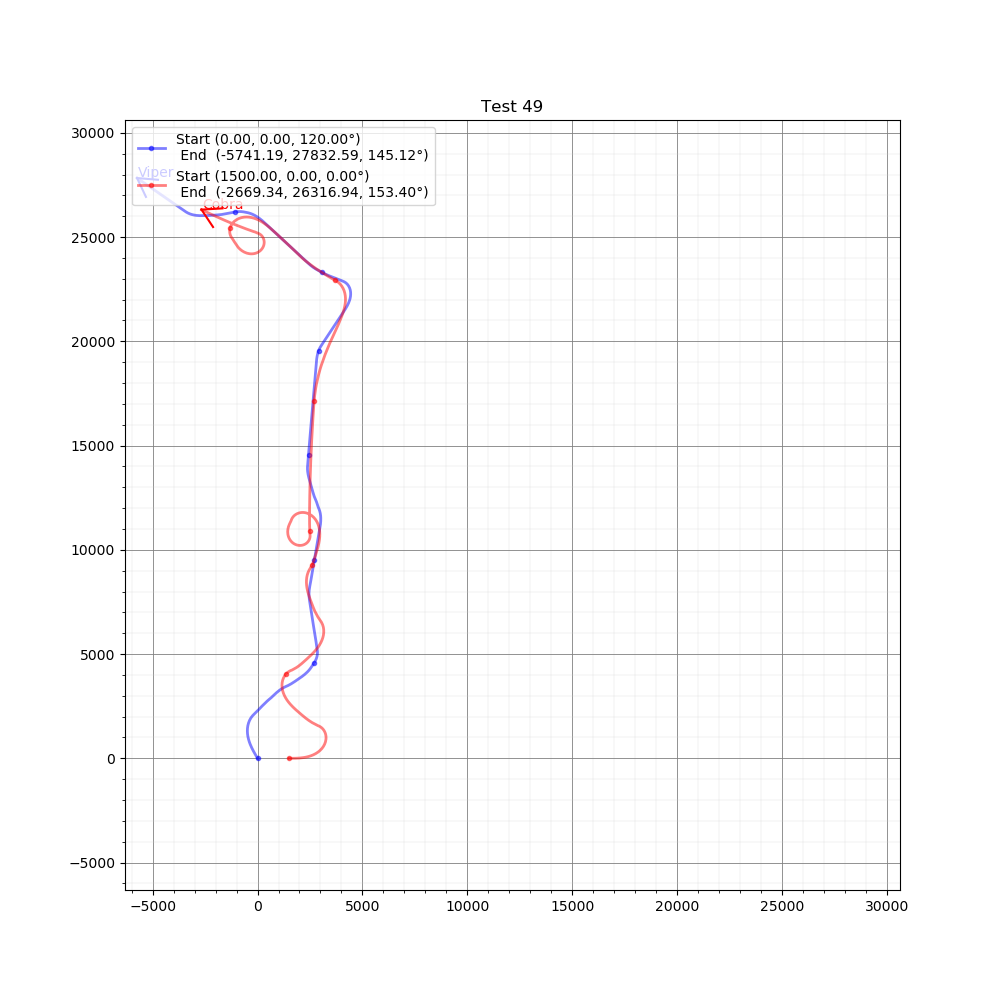 Test 49
30000
25000
20000
15000
10000
5000
0
−5000
Start (0.00, 0.00, 120.00°)
End  (-5741.19, 27832.59, 145.12°)
Start (1500.00, 0.00, 0.00°)
End  (-2669.34, 26316.94, 153.40°)
Viper
Cobra
−5000 0 5000 10000 15000 20000 25000 30000